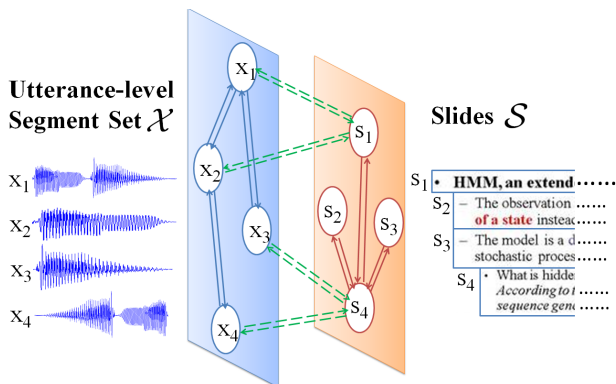 Utterance-level
Segment Set 𝒳
X1
X2
X3
X4
X1
X2
X3
X4
S1
S2
S3
S4
Slides 𝒮
S1
• HMM, an extend ......
S2
– The observation ......
of a state instea ......
S3
– The model is a d ......
stochastic proces ......
S4
• What is hidde
According to t ......
sequence gene ......